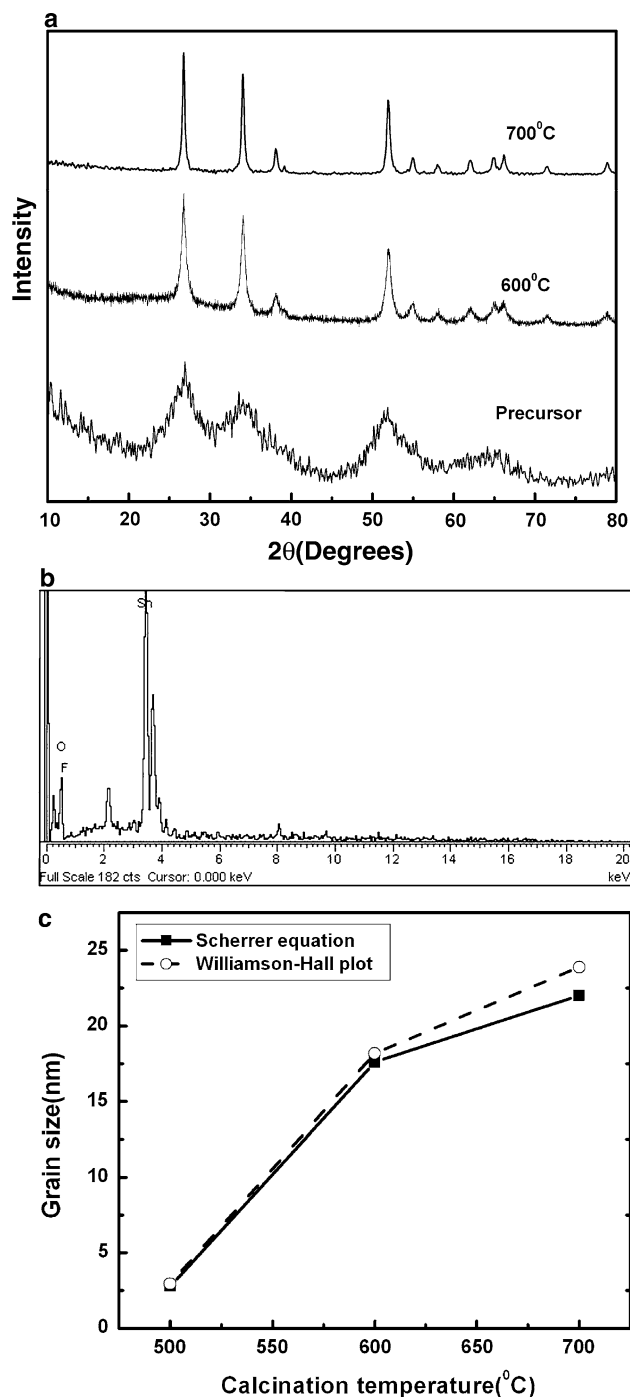 a
Intensity
700⁰C
600⁰C
Precursor
10 20 30 40 50 60 70 80
2θ(Degrees)
b
Sn
O
F
0 2 4 6 8 10 12 14 16 18 20
Full Scale 182 cts Cursor: 0.000 keV keV
c
Scherrer equation
Williamson-Hall plot
Grain size(nm)
25
20
15
10
5
0
500 550 600 650 700
Calcination temperature(⁰C)